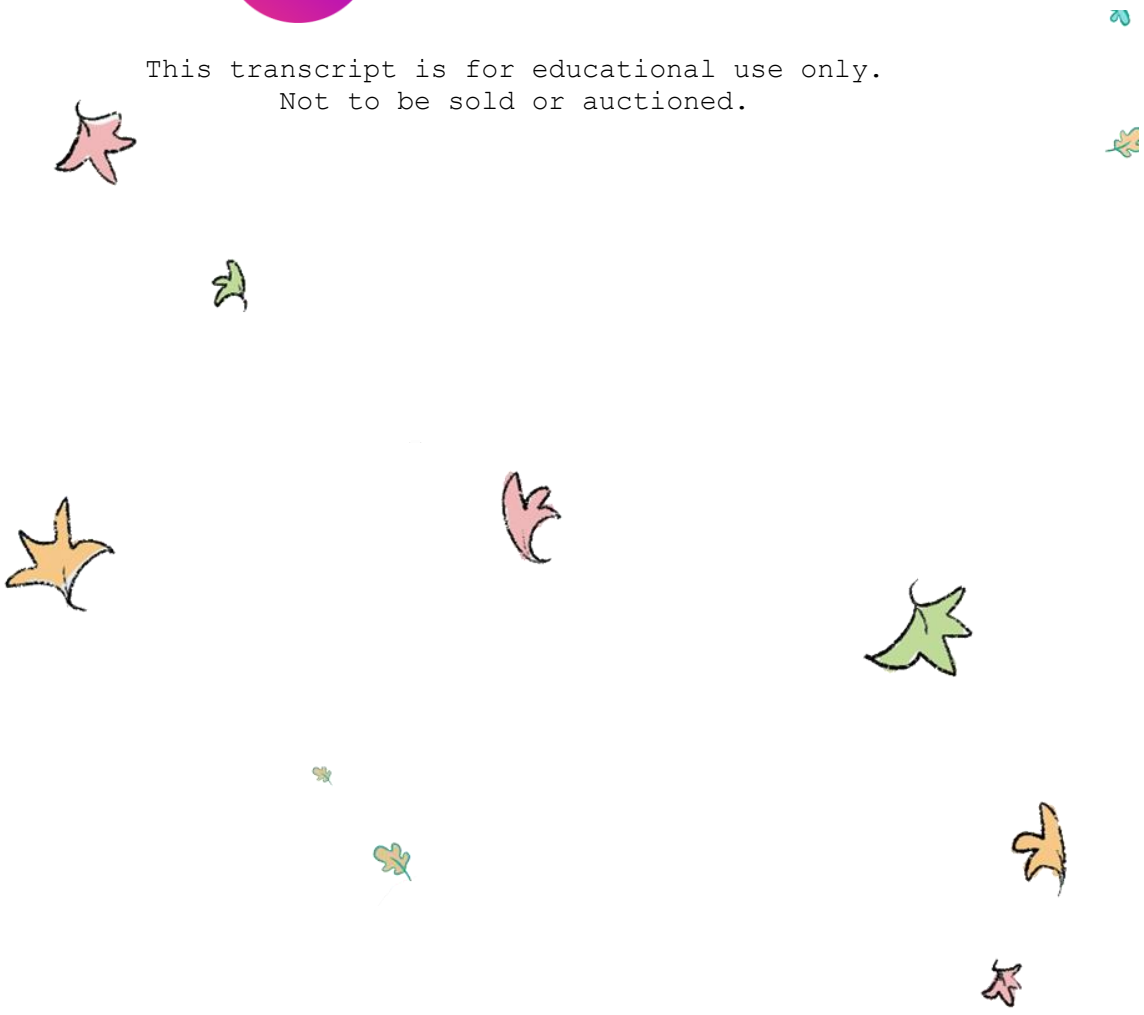 This transcript is for educational use only.
Not to be sold or auctioned.